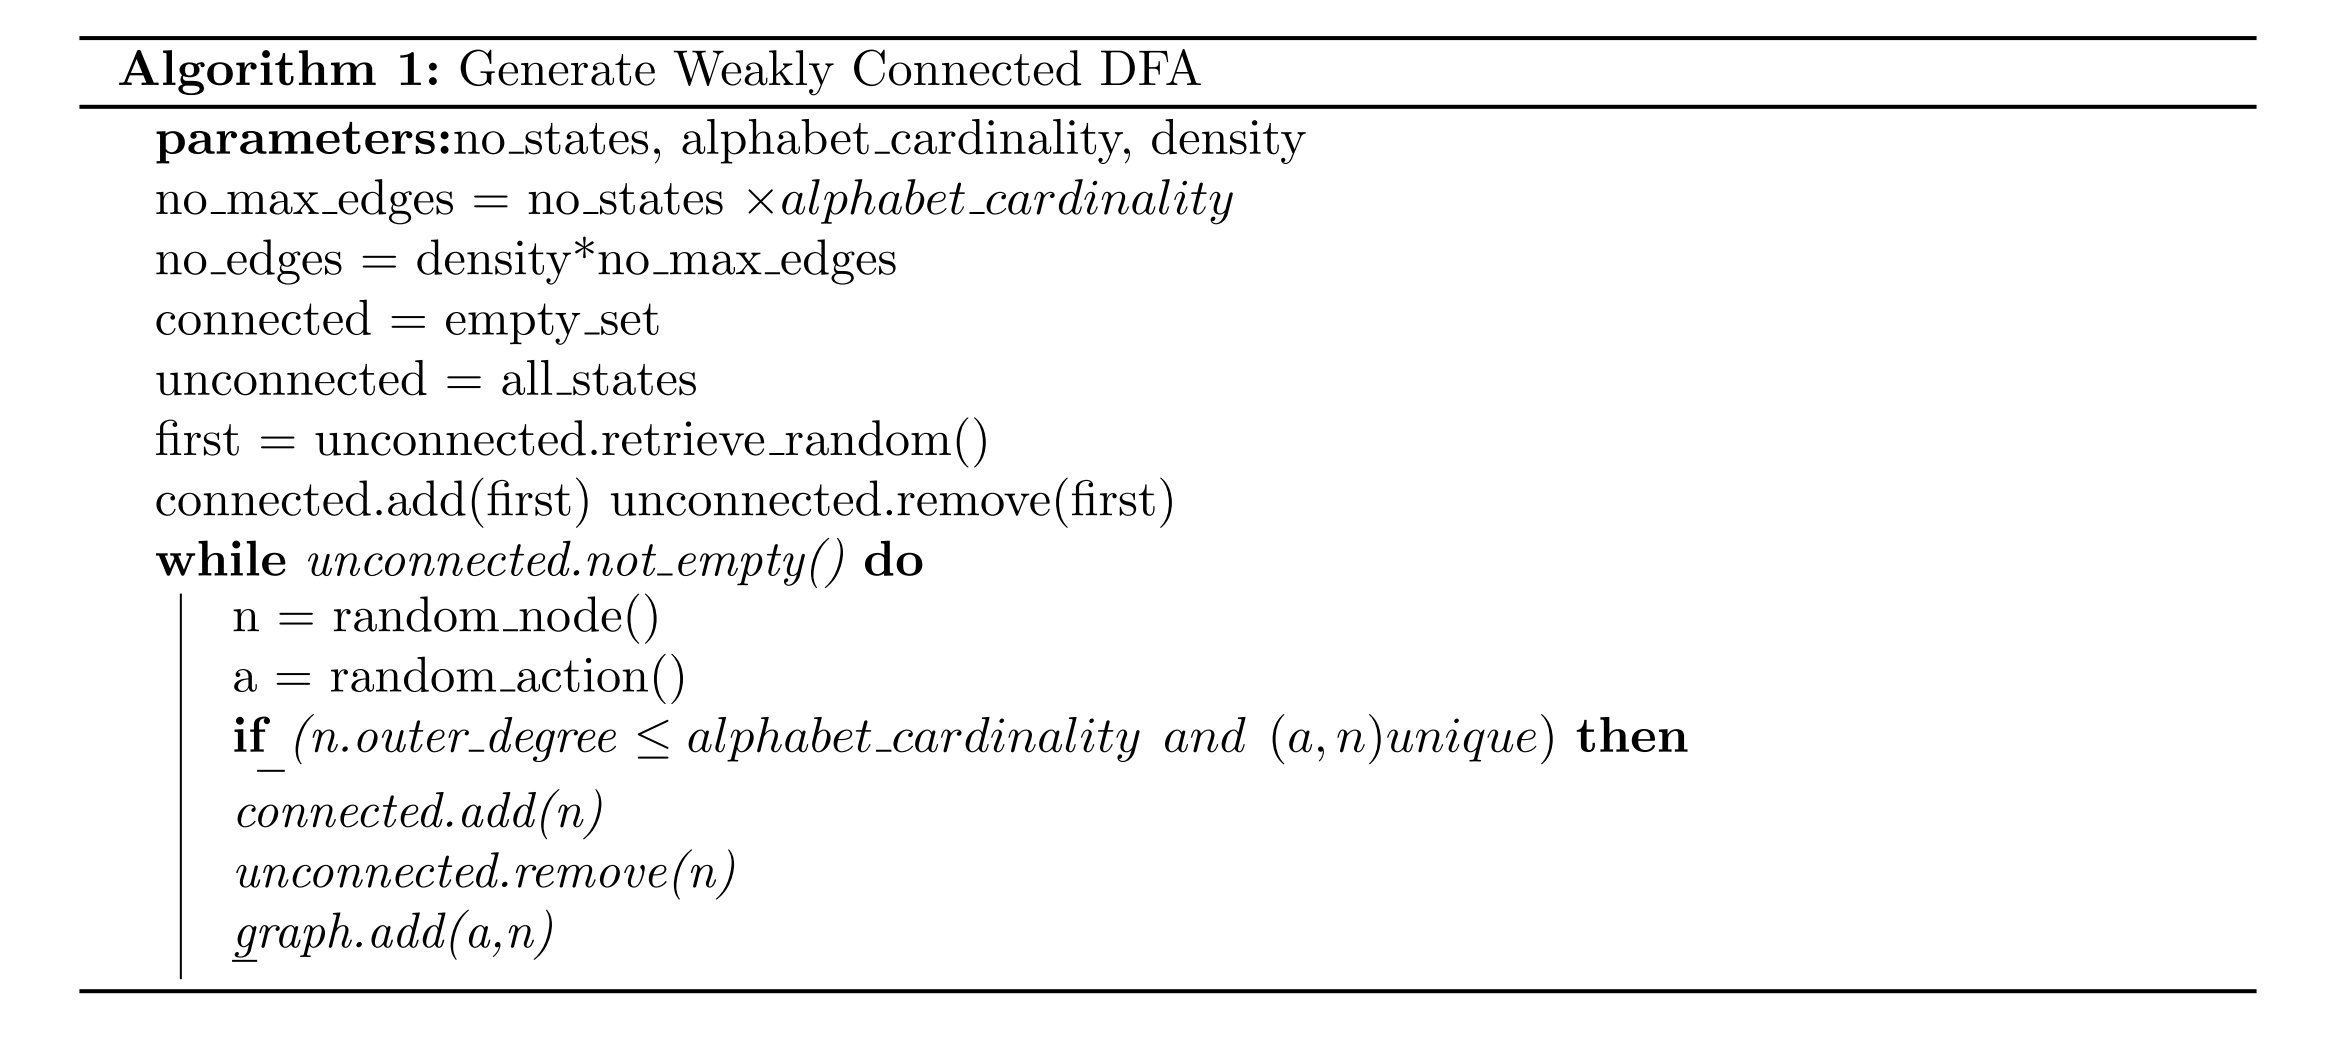 Algorithm 1: Generate Weakly Connected DFA
parameters:no_states, alphabet_cardinality, density
no_max_edges = no_states ×alphabet_cardinality
no_edges = density*no_max_edges
connected = empty_set
unconnected = all_states
first = unconnected.retrieve_random()
connected.add(first) unconnected.remove(first)
while unconnected.not_empty() do
n = random_node()
a = random_action()
if (n.outer_degree ≤ alphabet_cardinality and (a, n)unique) then
connected.add(n)
unconnected.remove(n)
graph.add(a,n)